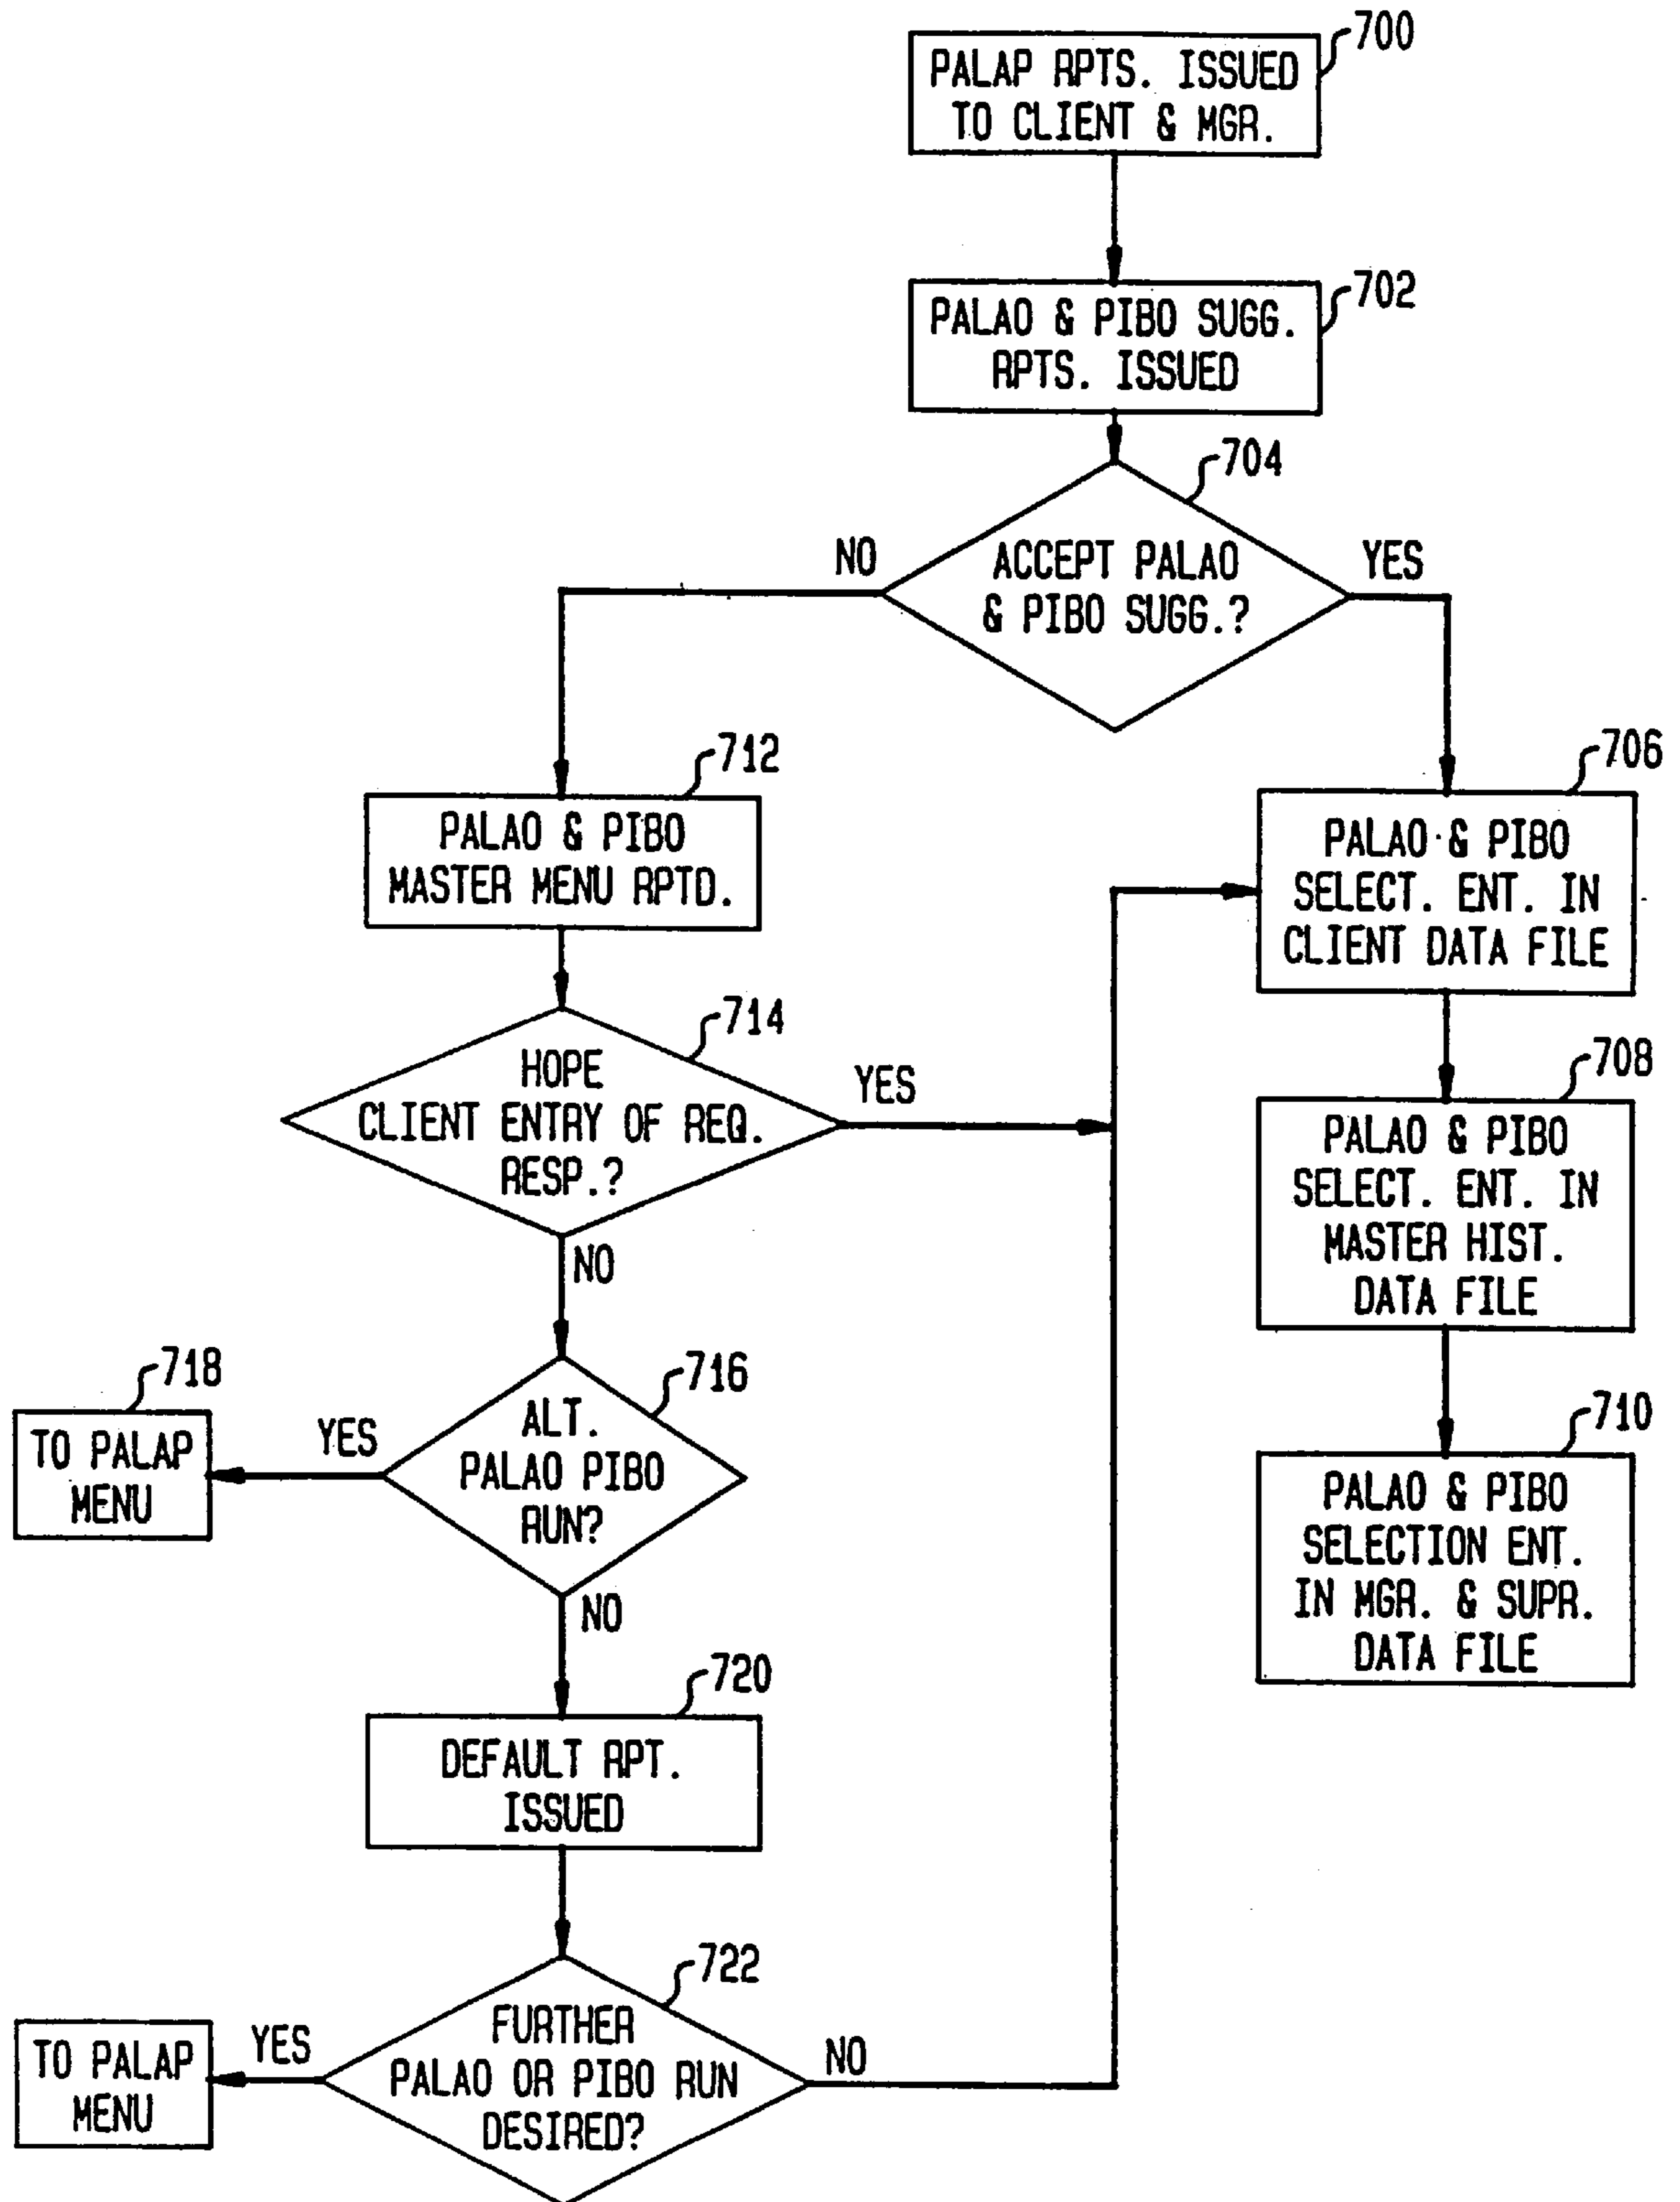 700
PALAP RPTS. ISSUED
TO CLIENT & MGR.
702
PALAO & PIBO SUGG.
RPTS. ISSUED
704
NO
ACCEPT PALAO
& PIBO SUGG.?
YES
712
PALAO & PIBO
MASTER MENU RPTD.
706
PALAO & PIBO
SELECT. ENT. IN
CLIENT DATA FILE
714
HOPE
CLIENT ENTRY OF REQ.
RESP.?
YES
NO
708
PALAO & PIBO
SELECT. ENT. IN
MASTER HIST.
DATA FILE
718
TO PALAP
MENU
YES
716
ALT.
PALAO PIBO
RUN?
NO
710
PALAO & PIBO
SELECTION ENT.
IN MGR. & SUPR.
DATA FILE
720
DEFAULT RPT.
ISSUED
722
TO PALAP
MENU
YES
FURTHER
PALAO OR PIBO RUN
DESIRED?
NO